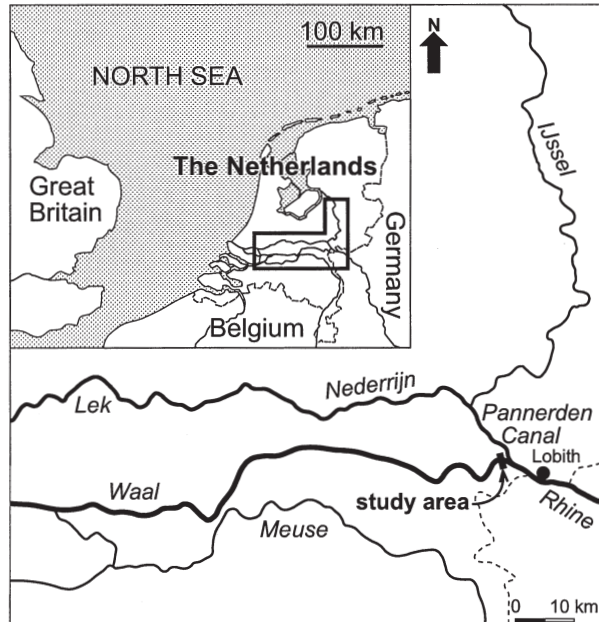 100 km
N
NORTH SEA
IJssel
The Netherlands
Great
Britain
Germany
Belgium
Nederrijn
Lek
Pannerden
Canal
Lobith
Waal
study area
Rhine
Meuse
0 10 km